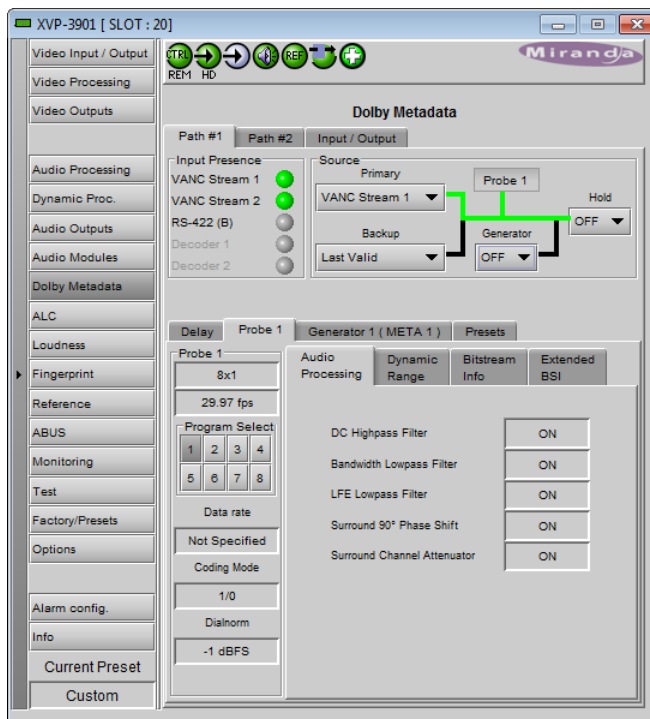 XVP-3901 [ SLOT : 20]
Video Input / Output
Video Processing
Video Outputs
Audio Processing
Dynamic Proc.
Audio Outputs
Audio Modules
Dolby Metadata
ALC
Loudness
Fingerprint
Reference
ABUS
Monitoring
Test
Factory/Presets
Options
Alarm config.
Info
Current Preset
Custom
CTRL
REF
REM HD
Miranda
Dolby Metadata
Path #1 Path #2 Input / Output
Input Presence
VANC Stream 1
VANC Stream 2
RS-422 (B)
Decoder 1
Decoder 2
Source
Primary
VANC Stream 1
Probe 1
Hold
OFF
Backup
Last Valid
Generator
OFF
Delay Probe 1 Generator 1 ( META 1 ) Presets
Probe 1
8x1
29.97 fps
Program Select
1 2 3 4
5 6 7 8
Data rate
Not Specified
Coding Mode
1/0
Dialnorm
-1 dBFS
Audio Processing
Dynamic Range
Bitstream Info
Extended BSI
DC Highpass Filter ON
Bandwidth Lowpass Filter ON
LFE Lowpass Filter ON
Surround 90° Phase Shift ON
Surround Channel Attenuator ON